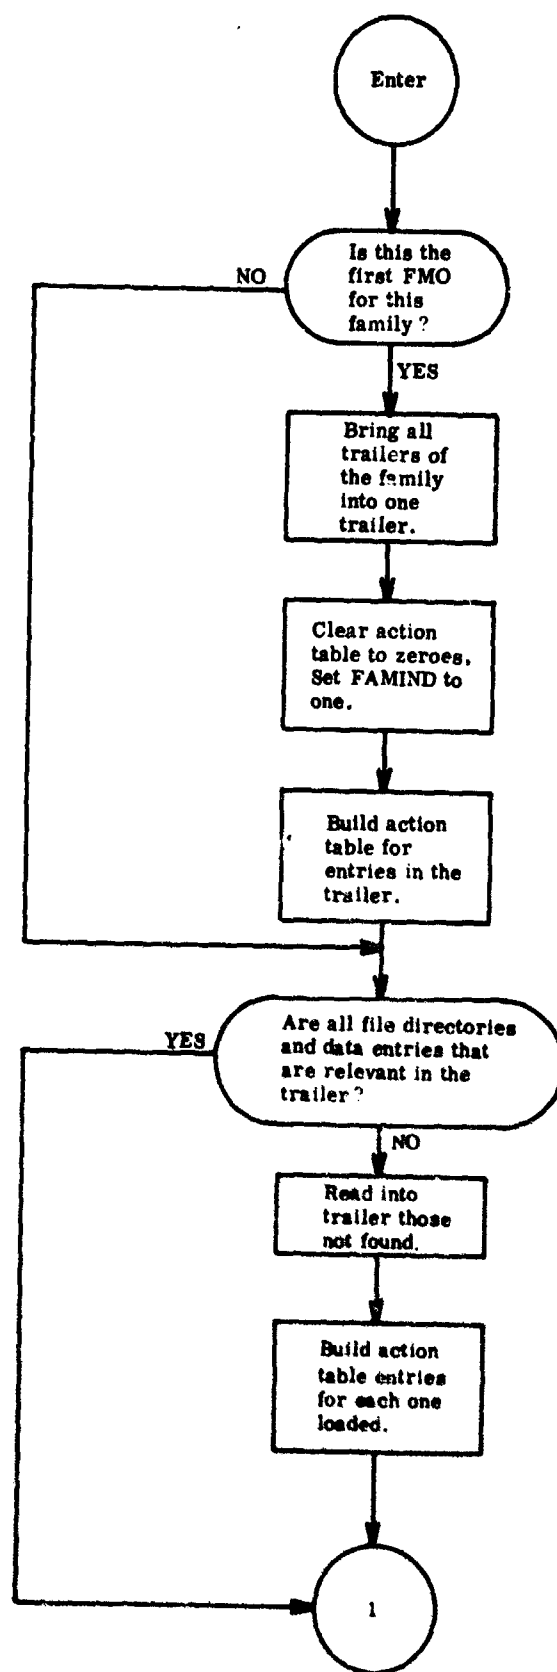 Enter
Is this the
first FMO
for this
family?
NO
YES
Bring all
trailers of
the family
into one
trailer.
Clear action
table to zeroes.
Set FAMIND to
one.
Build action
table for
entries in the
trailer.
Are all file directories
and data entries that
are relevant in the
trailer?
YES
NO
Read into
trailer those
not found.
Build action
table entries
for each one
loaded.
1